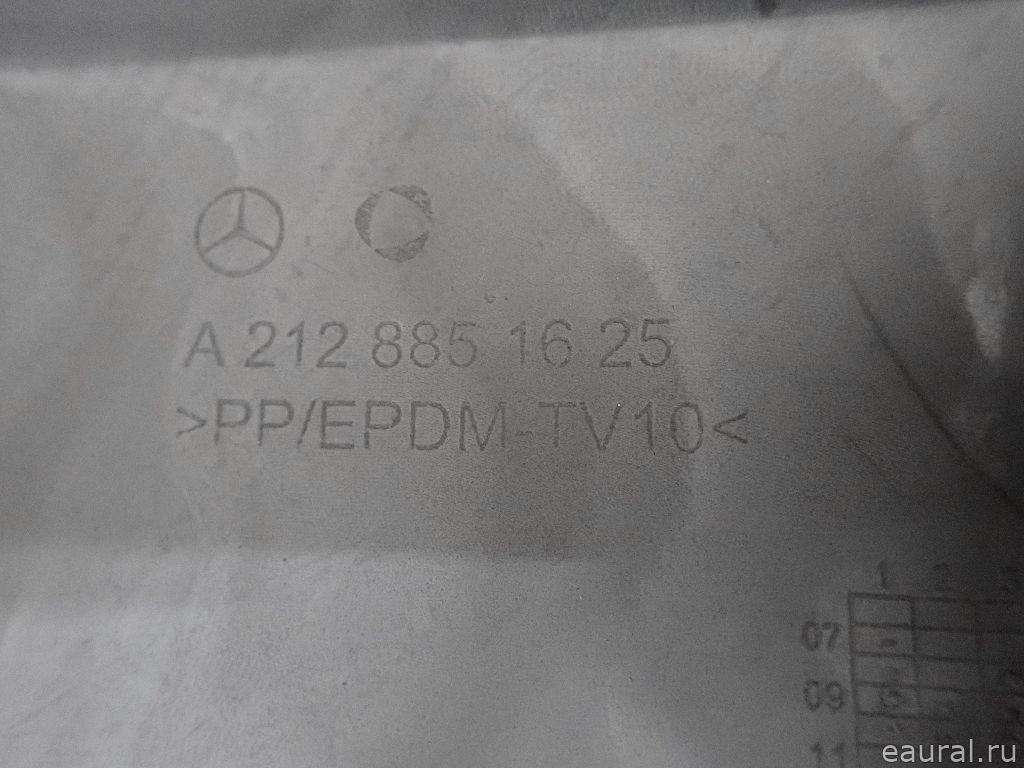 A 212 885 16 25
>PP/EPDM-TV10<
1 2 3
07
09
11
eaural.ru